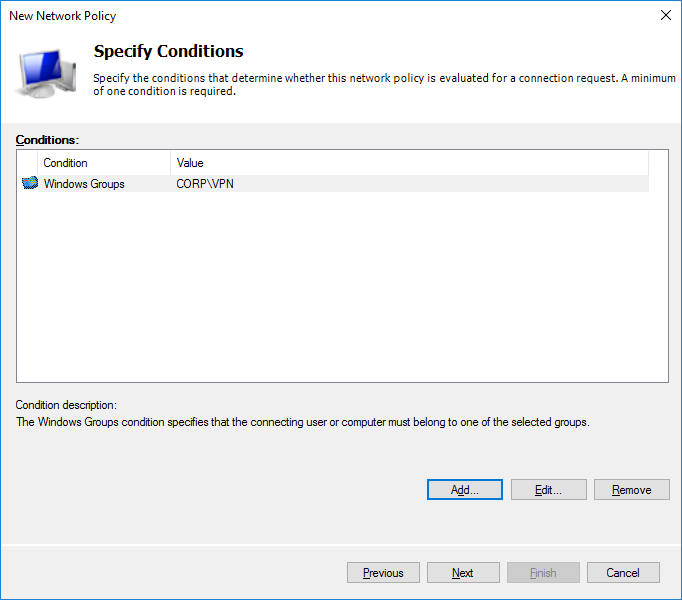 New Network Policy
Specify Conditions
Specify the conditions that determine whether this network policy is evaluated for a connection request. A minimum
of one condition is required.
Conditions:
Condition Value
Windows Groups CORP\VPN
Condition description:
The Windows Groups condition specifies that the connecting user or computer must belong to one of the selected groups.
Add... Edit... Remove
Previous Next Finish Cancel